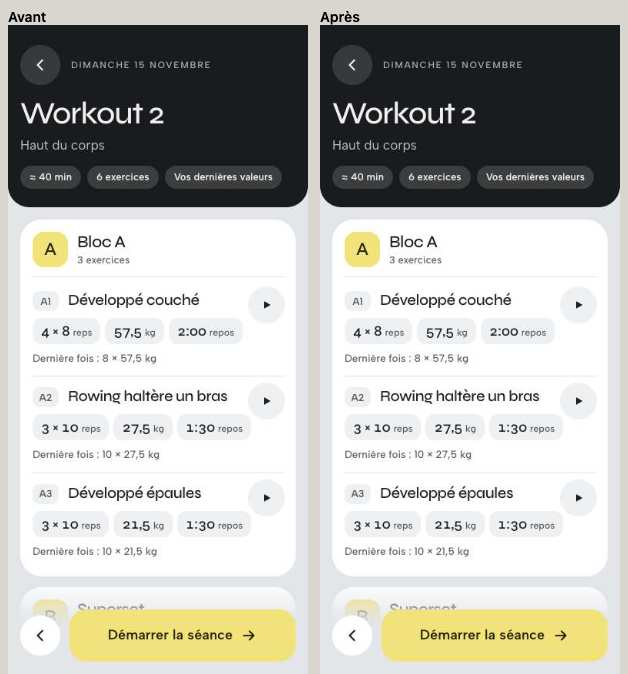 Avant
DIMANCHE 15 NOVEMBRE
Workout 2
Haut du corps
≈ 40 min
6 exercices
Vos dernières valeurs
A
Bloc A
3 exercices
A1 Développé couché
4 × 8 reps 57,5 kg 2:00 repos
Dernière fois : 8 × 57,5 kg
A2 Rowing haltère un bras
3 × 10 reps 27,5 kg 1:30 repos
Dernière fois : 10 × 27,5 kg
A3 Développé épaules
3 × 10 reps 21,5 kg 1:30 repos
Dernière fois : 10 × 21,5 kg
B Superset
Démarrer la séance →
Après
DIMANCHE 15 NOVEMBRE
Workout 2
Haut du corps
≈ 40 min
6 exercices
Vos dernières valeurs
A
Bloc A
3 exercices
A1 Développé couché
4 × 8 reps 57,5 kg 2:00 repos
Dernière fois : 8 × 57,5 kg
A2 Rowing haltère un bras
3 × 10 reps 27,5 kg 1:30 repos
Dernière fois : 10 × 27,5 kg
A3 Développé épaules
3 × 10 reps 21,5 kg 1:30 repos
Dernière fois : 10 × 21,5 kg
B Superset
Démarrer la séance →